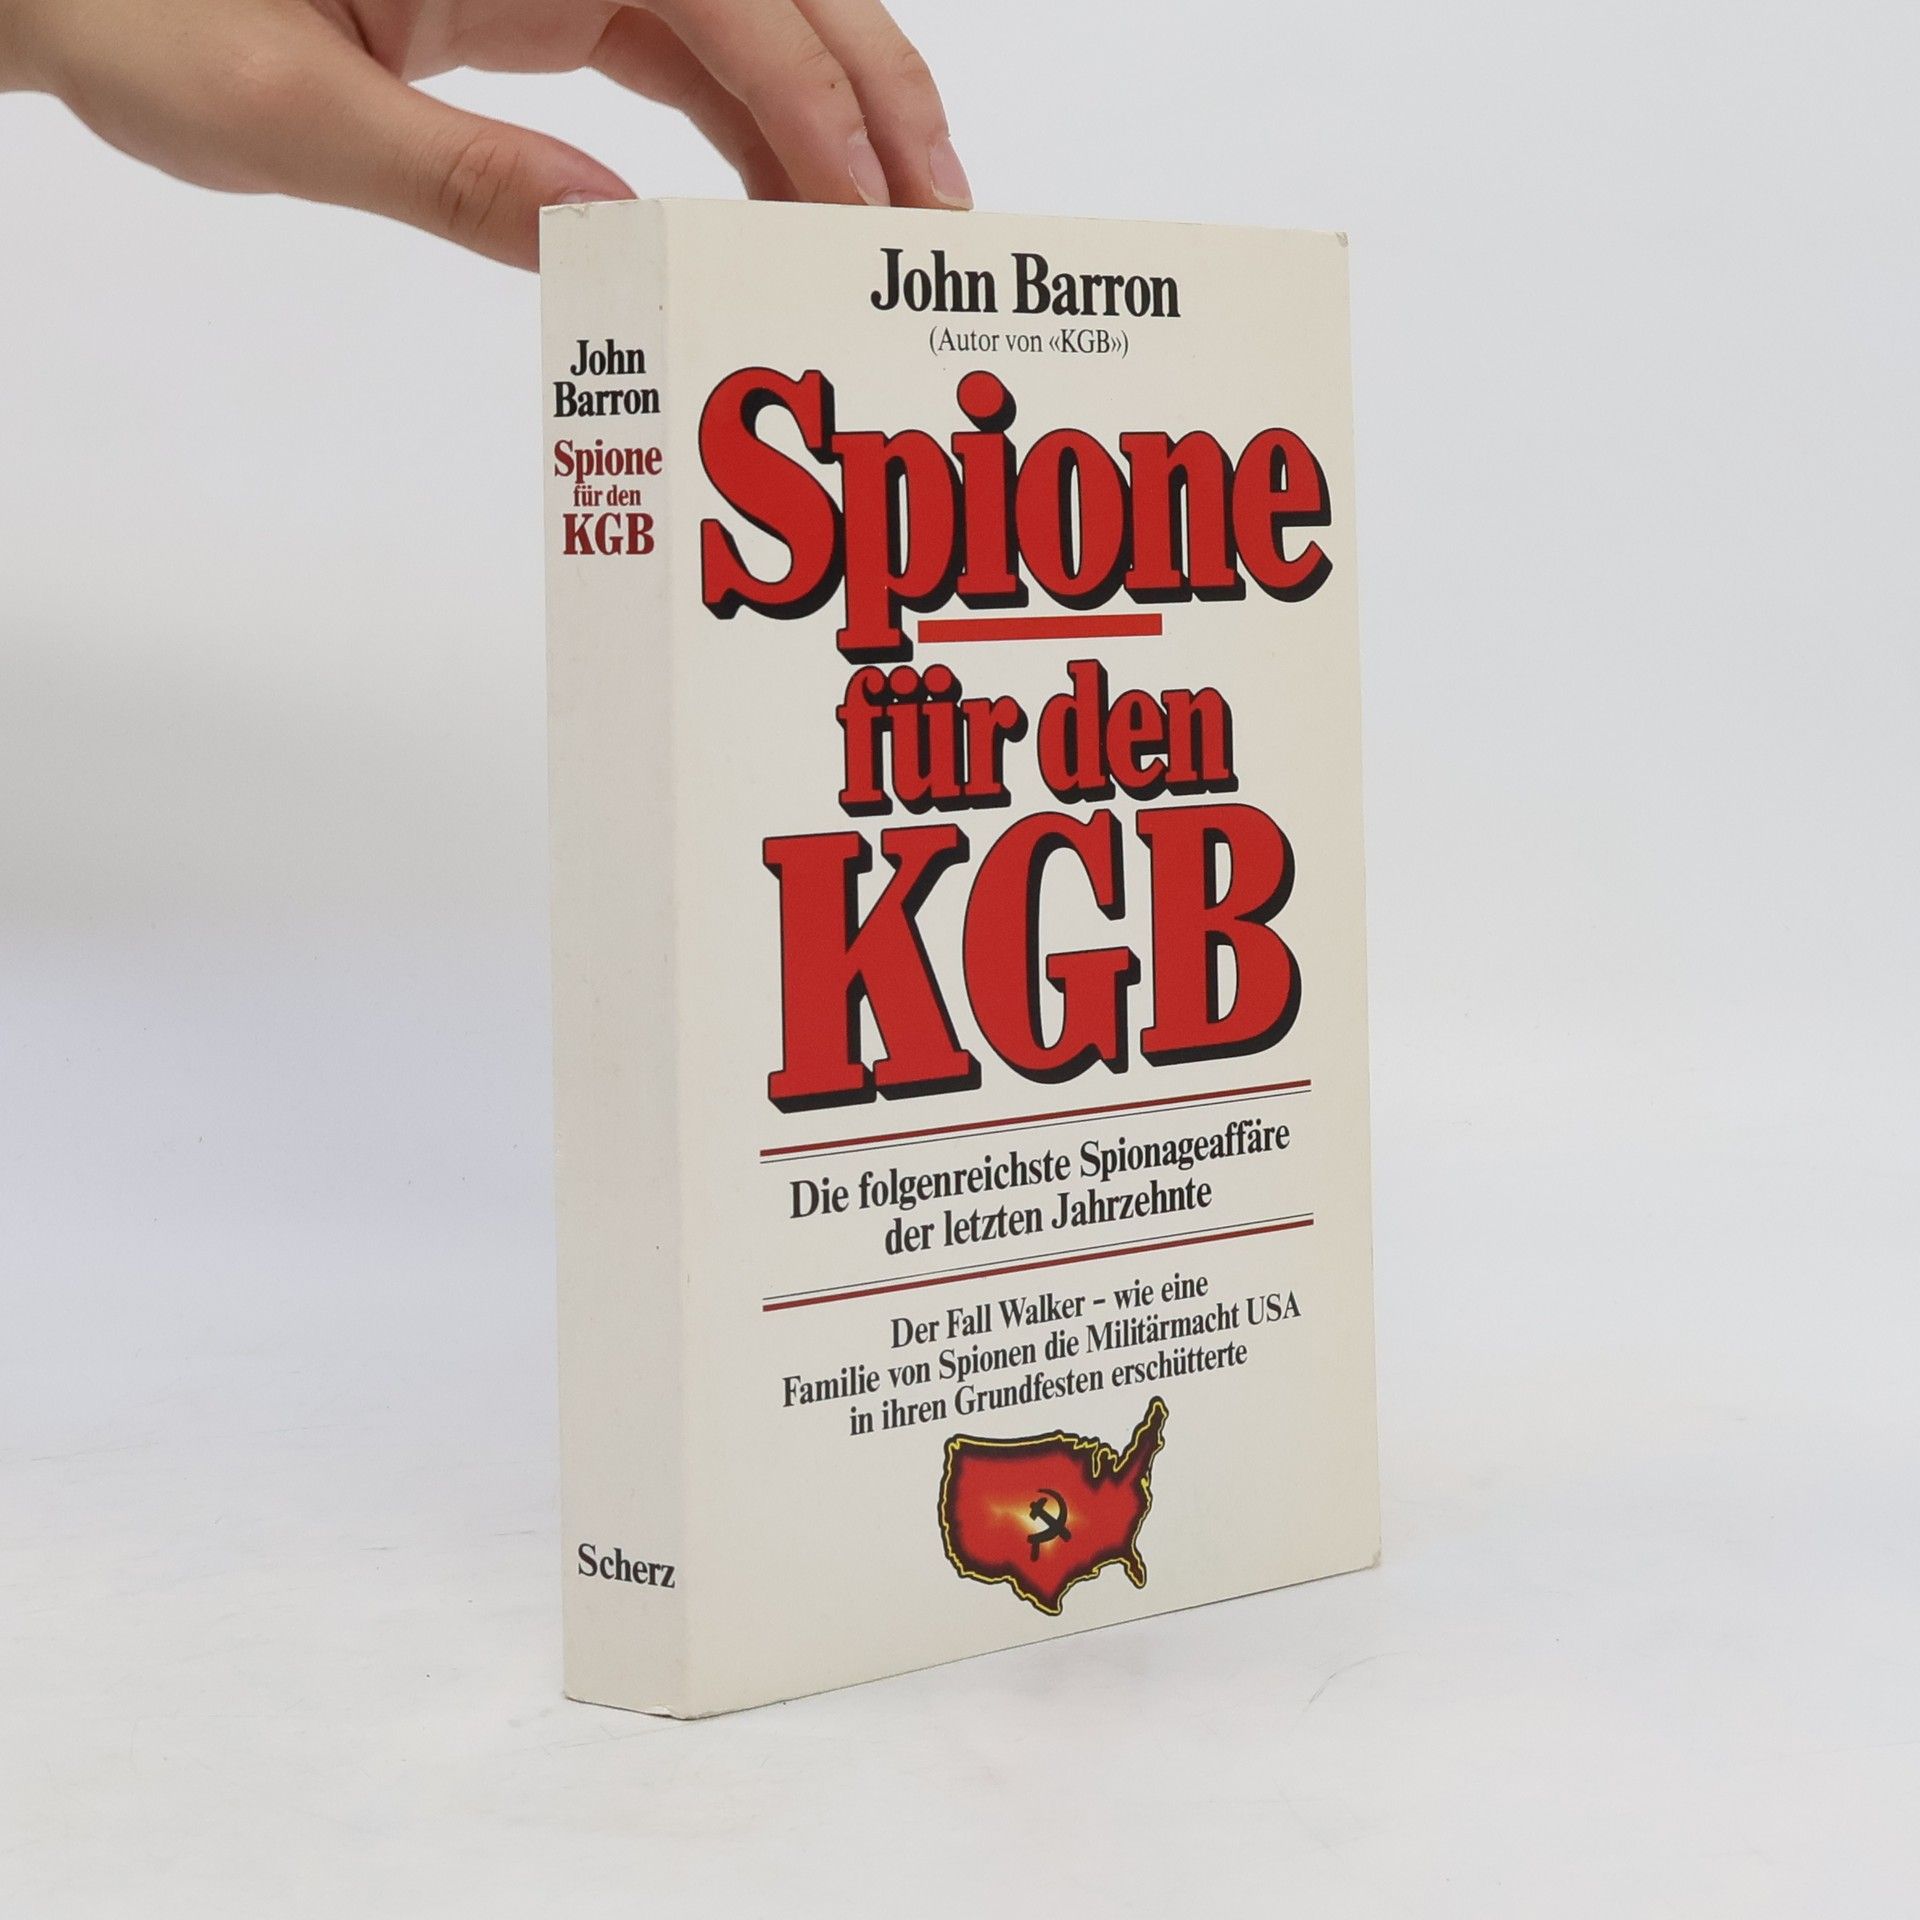 John Barron
(Autor von «KGB»)
Spione
für den
KGB
Die folgenreichste Spionageaffäre
der letzten Jahrzehnte
Der Fall Walker – wie eine
Familie von Spionen die Militärmacht USA
in ihren Grundfesten erschütterte
John
Barron
Spione
für den
KGB
Scherz